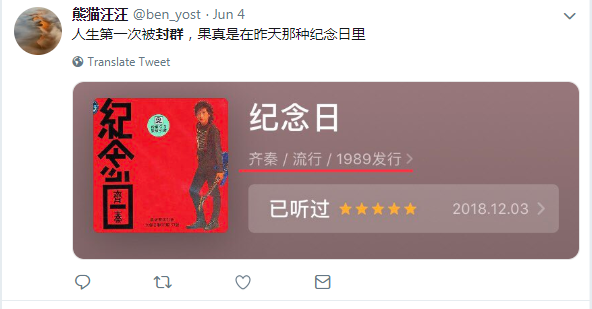 熊猫汪汪 @ben_yost · Jun 4
人生第一次被封群，果真是在昨天那种纪念日里
Translate Tweet
纪念日
纪念日
齐秦 / 流行 / 1989发行
齊秦
已听过 ★★★★★ 2018.12.03